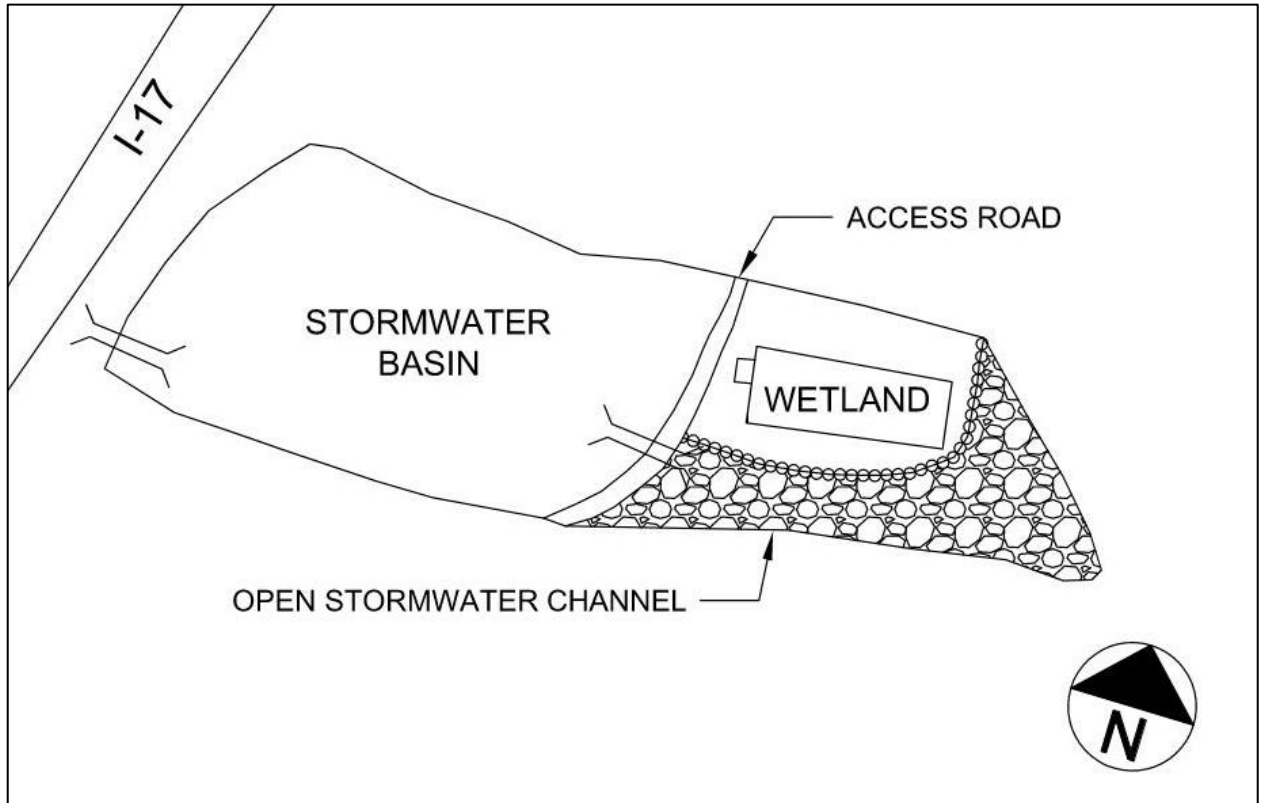 I-17
ACCESS ROAD
STORMWATER
BASIN
WETLAND
OPEN STORMWATER CHANNEL
N